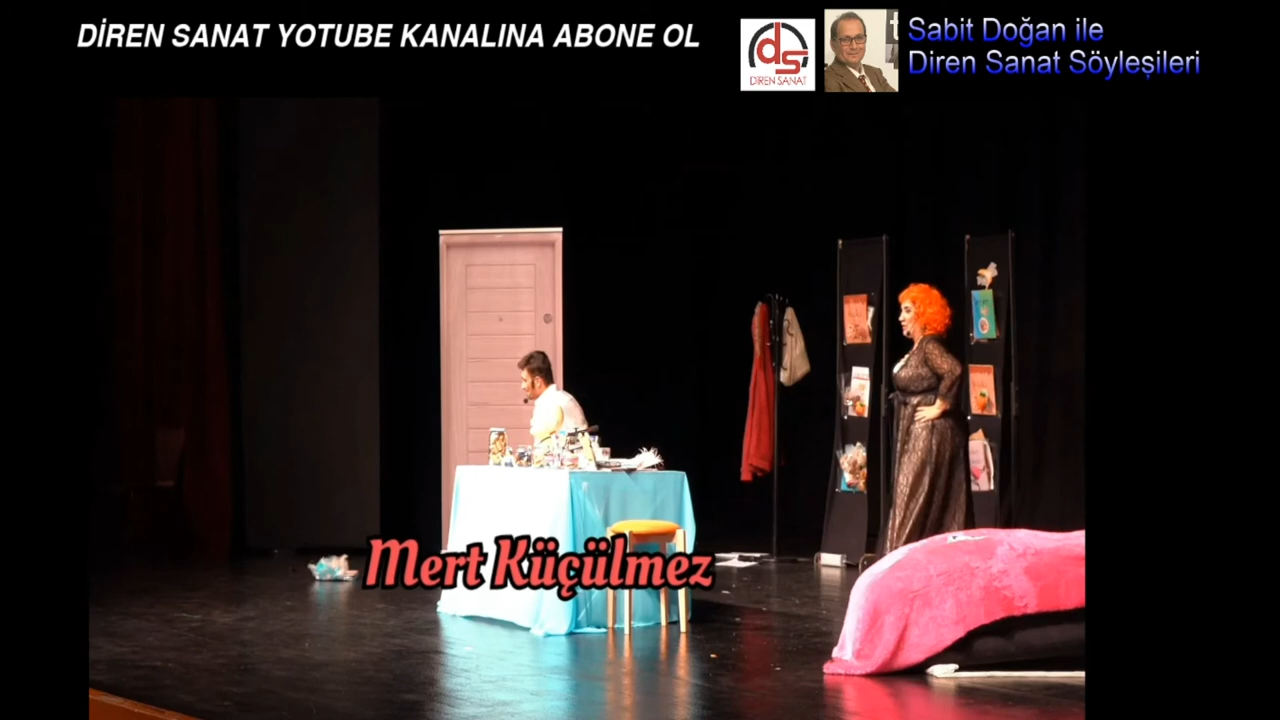 DİREN SANAT YOTUBE KANALINA ABONE OL
ds
DİREN SANAT
Sabit Doğan ile
Diren Sanat Söyleşileri
Mert Küçülmez